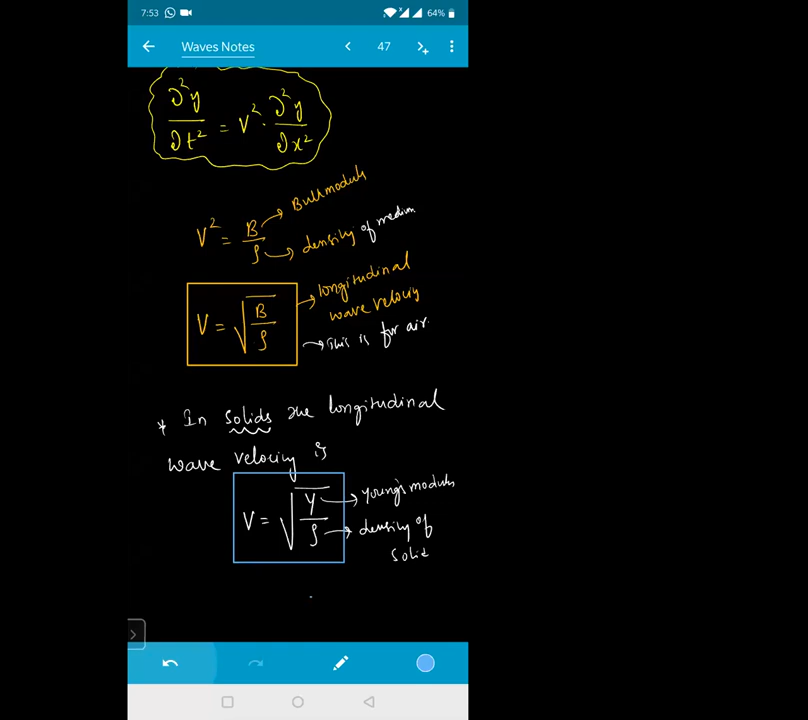 7:53 64%
Waves Notes 47
∂²y/∂t² = V² · ∂²y/∂x²
V² = B/ρ → Bulk modulus
→ density of medium
V = √(B/ρ) → longitudinal
wave velocity
→ This is for air.
* In solids the longitudinal
wave velocity is
V = √(Y/ρ) → Young's modulus
→ density of
solid